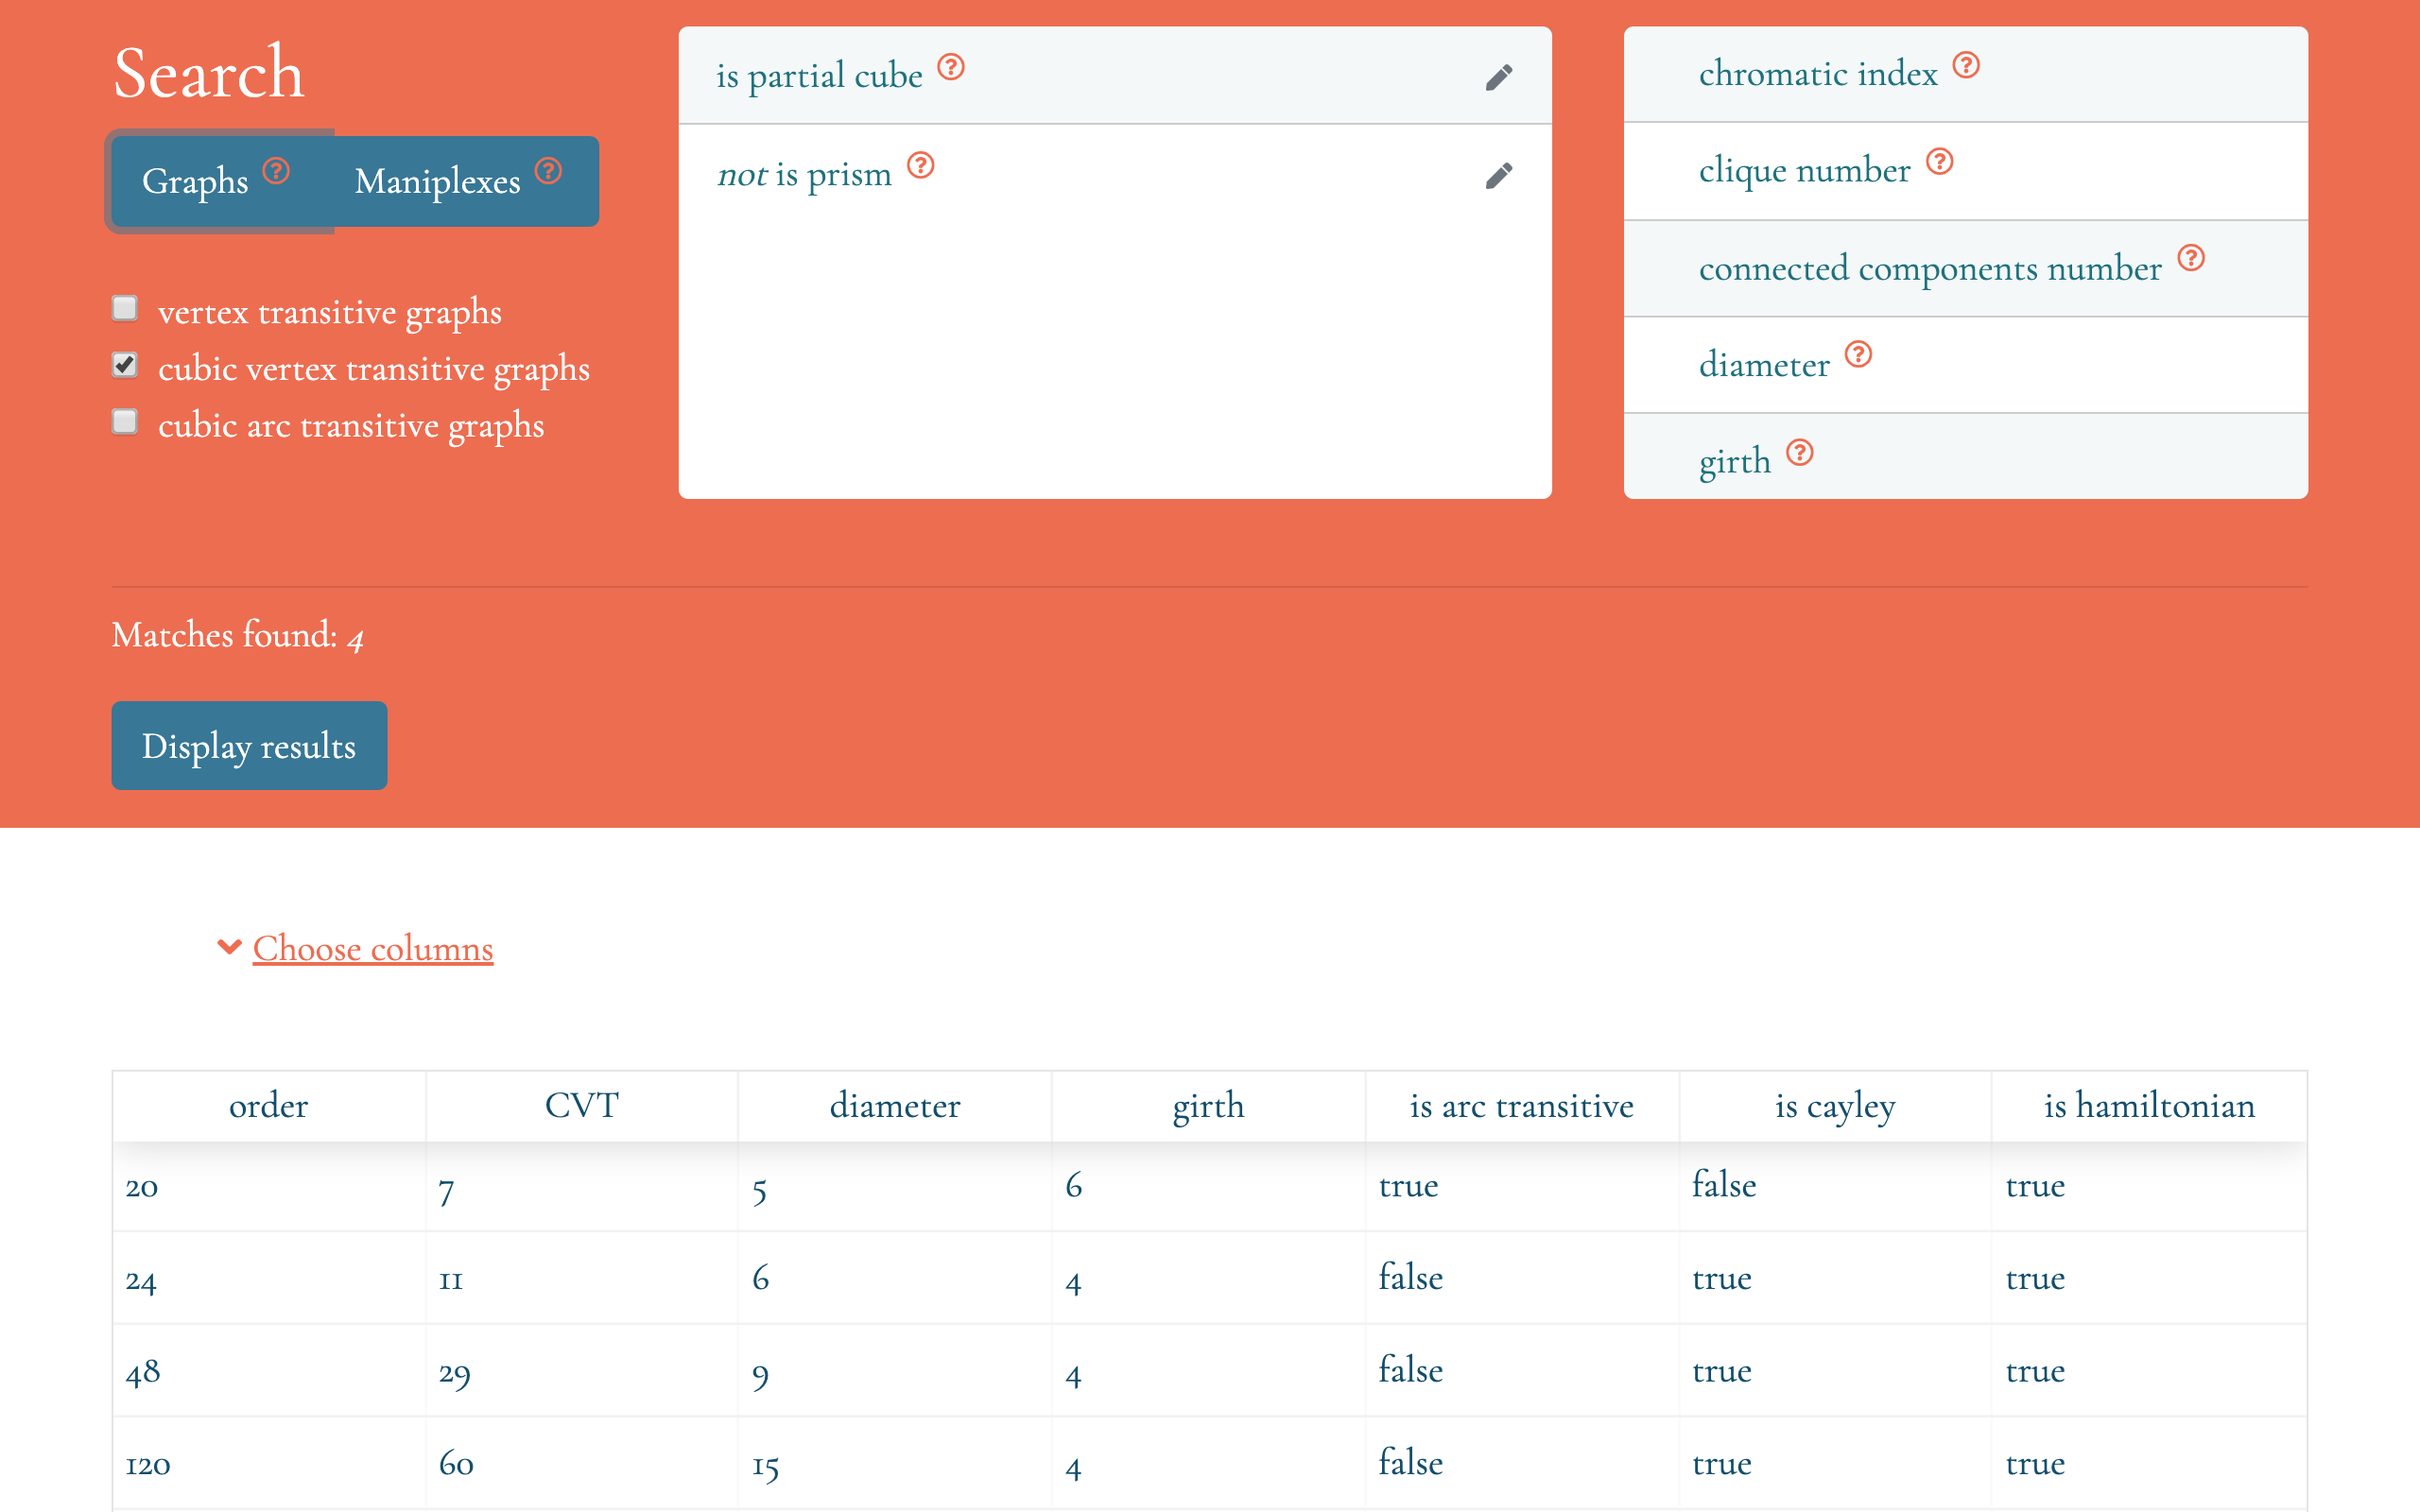 Search
Graphs ? Maniplexes ?
vertex transitive graphs
cubic vertex transitive graphs
cubic arc transitive graphs
is partial cube ?
not is prism ?
chromatic index ?
clique number ?
connected components number ?
diameter ?
girth ?
Matches found: 4
Display results
Choose columns
order CVT diameter girth is arc transitive is cayley is hamiltonian
20 7 5 6 true false true
24 11 6 4 false true true
48 29 9 4 false true true
120 60 15 4 false true true